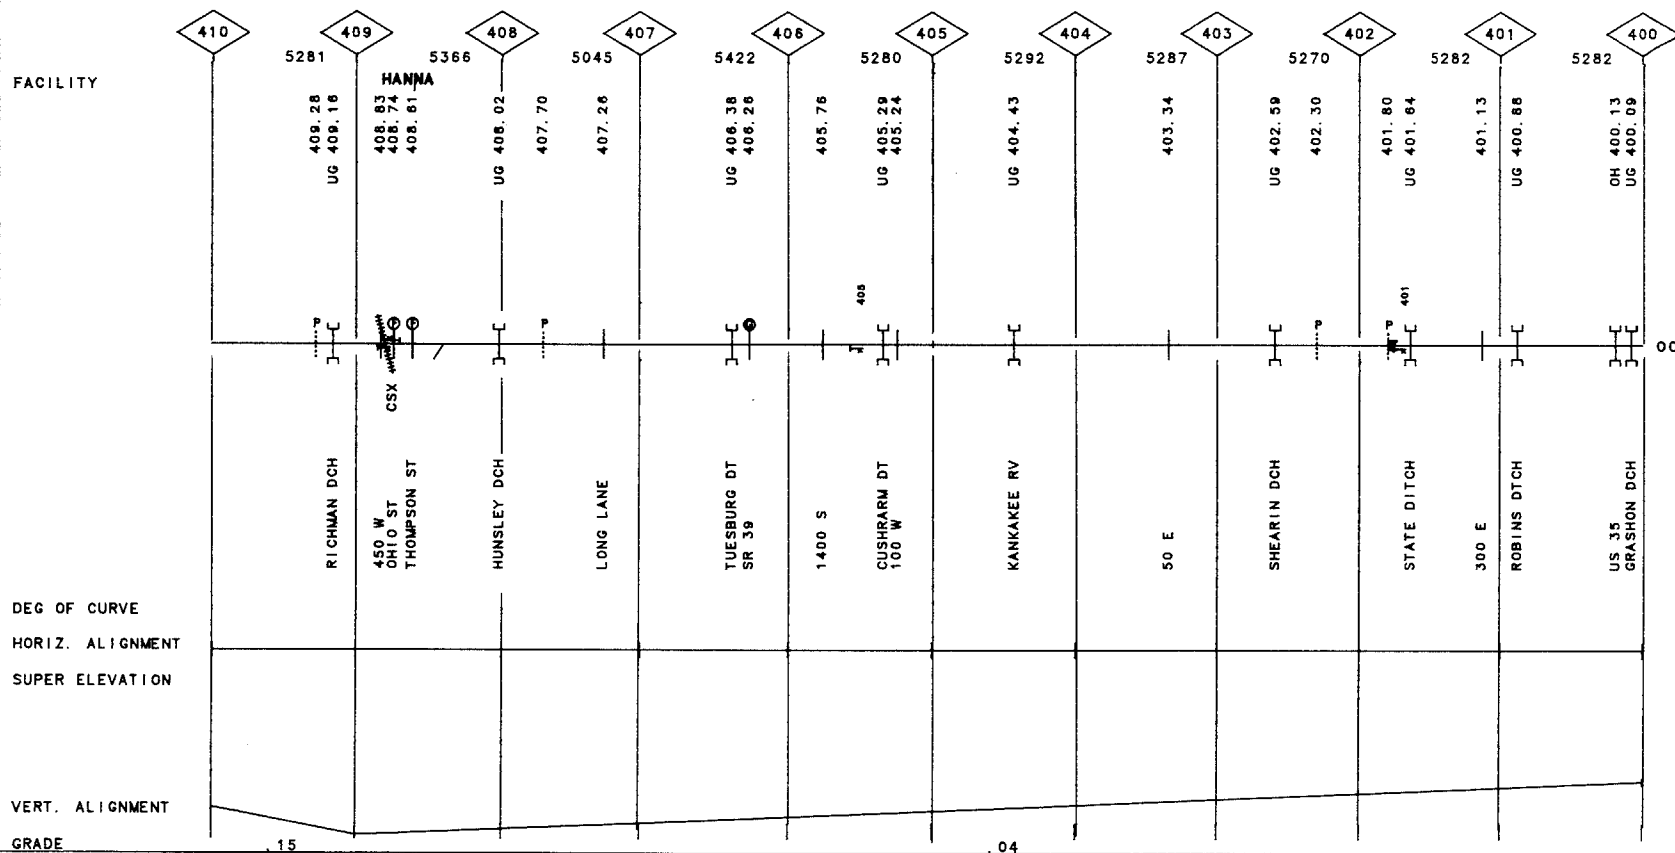 410 409 408 407 406 405 404 403 402 401 400
5281 5366 5045 5422 5280 5292 5287 5270 5282 5282
FACILITY
HANNA
409.28
UG 409.16
408.83
408.74
408.61
UG 408.02
407.70
407.26
UG 406.38
406.26
405.76
UG 405.29
405.24
UG 404.43
403.34
UG 402.59
402.30
401.80
UG 401.64
401.13
UG 400.88
OH 400.13
UG 400.09
405
401
P
P
P
P
00
CSX
RICHMAN DCH
450 W
OHIO ST
THOMPSON ST
HUNSLEY DCH
LONG LANE
TUESBURG DT
SR 39
1400 S
CUSHRARM DT
100 W
KANKAKEE RV
50 E
SHEARIN DCH
STATE DITCH
300 E
ROBINS DTCH
US 35
GRASHON DCH
DEG OF CURVE
HORIZ. ALIGNMENT
SUPER ELEVATION
VERT. ALIGNMENT
GRADE .15 .04